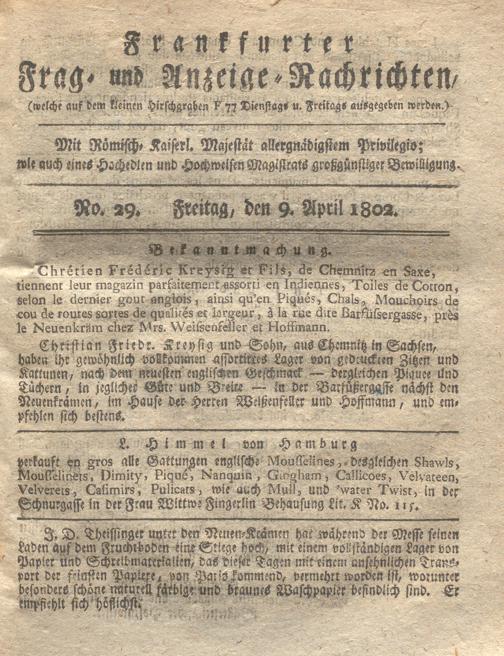 Frankfurter
Frag- und Anzeige-Nachrichten,
(welche auf dem kleinen Hirschgraben F 77 Dienstags u. Freitags ausgegeben werden.)
Mit Römisch- Kaiserl. Majestät allergnädigstem Privilegio;
wie auch eines Hochedlen und Hochweisen Magistrats großgünstiger Bewilligung.
No. 29. Freitag, den 9. April 1802.
Bekanntmachung.
Chrétien Frédéric Kreysig et Fils, de Chemnitz en Saxe,
tiennent leur magazin parfaitement assorti en Indiennes, Toiles de Cotton,
selon le dernier gout anglois, ainsi qu'en Piqués, Chals, Mouchoirs de
cou de routes sortes de qualités et largeur, à la rue dite Barfüssergasse, près
le Neuenkräm chez Mrs. Weissenfeller et Hoffmann.
Christian Friedr. Kreysig und Sohn, aus Chemnitz in Sachsen,
haben ihr gewöhnlich vollkommen assortirtes Lager von gedruckten Zitzen und
Kattunen, nach dem neuesten englischen Geschmack — dergleichen Piquee und
Tüchern, in jeglicher Güte und Breite — in der Barfüßergasse nächst den
Neuenkrämen, im Hause der Herren Weißenfeller und Hoffmann, und em-
pfehlen sich bestens.
L. Himmel von Hamburg
verkauft en gros alle Gattungen englische Mousselines, desgleichen Shawls,
Mousseliners, Dimity, Piqué, Nanquin, Gingham, Callicoes, Velyateen,
Velverets, Casimirs, Pulicats, wie auch Mull, und water Twist, in der
Schnurgasse in der Frau Wittwe Fingerlin Behausung Lit. K No. 115.
J. D. Theissinger unter den Neuen-Krämen hat während der Messe seinen
Laden auf dem Fruchtboden eine Stiege hoch, mit einem vollständigen Lager von
Papier und Schreibmaterialien, das dieser Tagen mit einem ansehnlichen Trans-
port der feinsten Papiere, von Paris kommend, vermehrt worden ist, worunter
besonders schöne naturell färbige und braunes Waschpapier befindlich sind. Er
empfiehlt sich höflichst.